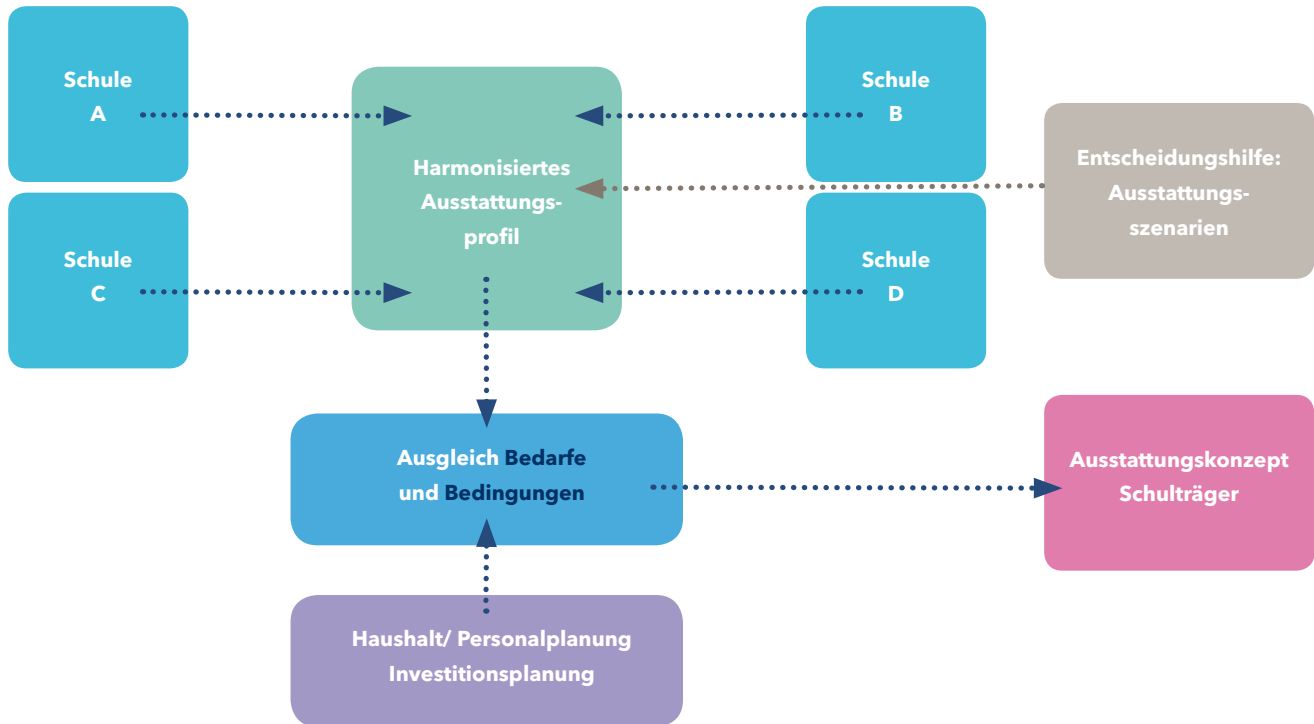 Schule
A
Schule
B
Harmonisiertes
Ausstattungs-
profil
Entscheidungshilfe:
Ausstattungs-
szenarien
Schule
C
Schule
D
Ausgleich Bedarfe
und Bedingungen
Ausstattungskonzept
Schulträger
Haushalt/ Personalplanung
Investitionsplanung